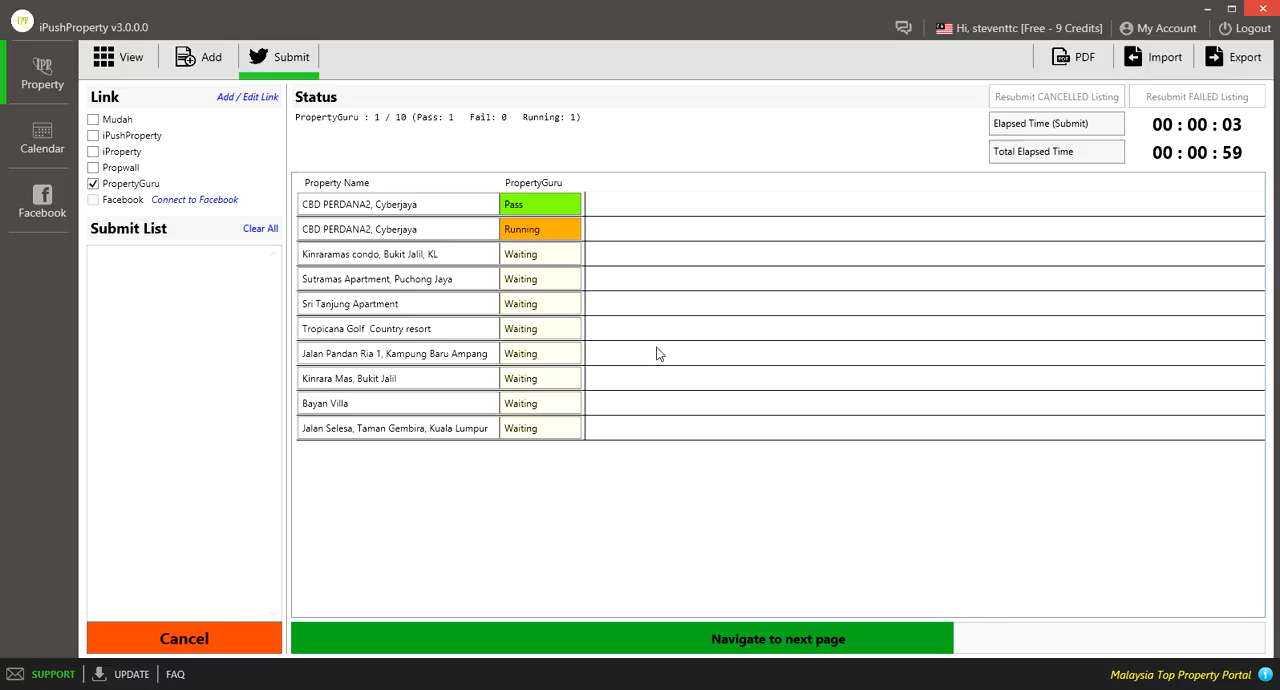 iPushProperty v3.0.0.0
Hi, steventtc [Free - 9 Credits]
My Account
Logout
Property
Calendar
Facebook
View
Add
Submit
PDF
Import
Export
Link
Add / Edit Link
Mudah
iPushProperty
iProperty
Propwall
PropertyGuru
Facebook Connect to Facebook
Submit List
Clear All
Cancel
Status
Resubmit CANCELLED Listing
Resubmit FAILED Listing
PropertyGuru : 1 / 10 (Pass: 1 Fail: 0 Running: 1)
Elapsed Time (Submit) 00 : 00 : 03
Total Elapsed Time 00 : 00 : 59
Property Name PropertyGuru
CBD PERDANA2, Cyberjaya Pass
CBD PERDANA2, Cyberjaya Running
Kinraramas condo, Bukit Jalil, KL Waiting
Sutramas Apartment, Puchong Jaya Waiting
Sri Tanjung Apartment Waiting
Tropicana Golf Country resort Waiting
Jalan Pandan Ria 1, Kampung Baru Ampang Waiting
Kinrara Mas, Bukit Jalil Waiting
Bayan Villa Waiting
Jalan Selesa, Taman Gembira, Kuala Lumpur Waiting
Navigate to next page
SUPPORT
UPDATE
FAQ
Malaysia Top Property Portal